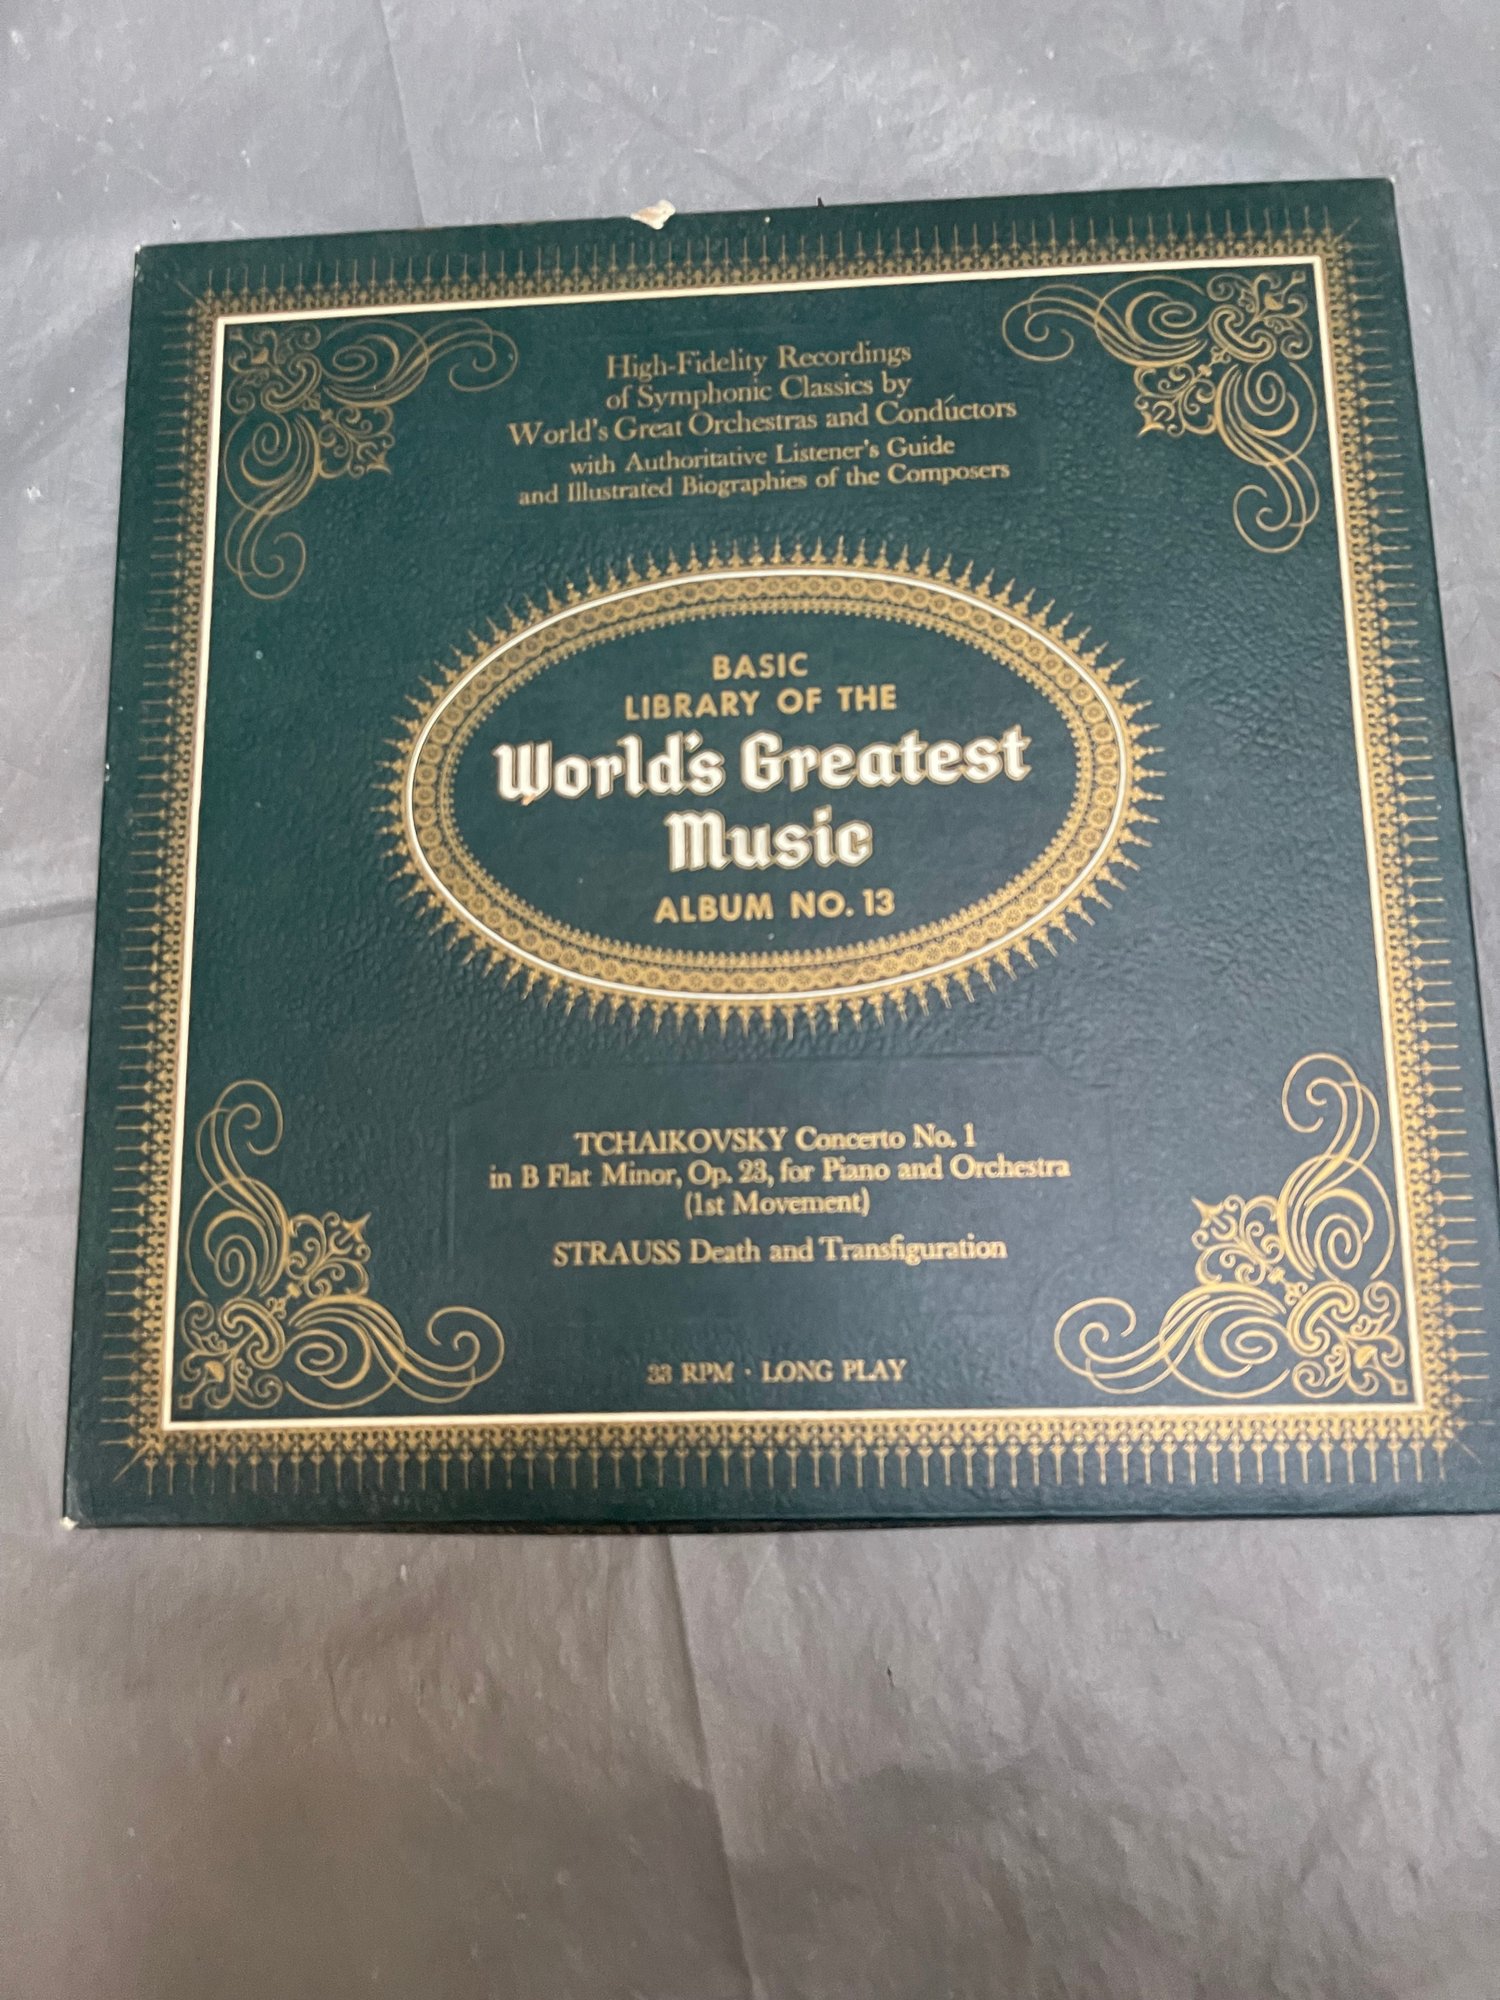 High-Fidelity Recordings
of Symphonic Classics by
World's Great Orchestras and Conductors
with Authoritative Listener's Guide
and Illustrated Biographies of the Composers
BASIC
LIBRARY OF THE
World's Greatest
Music
ALBUM NO. 13
TCHAIKOVSKY Concerto No. 1
in B Flat Minor, Op. 23, for Piano and Orchestra
(1st Movement)
STRAUSS Death and Transfiguration
33 RPM · LONG PLAY